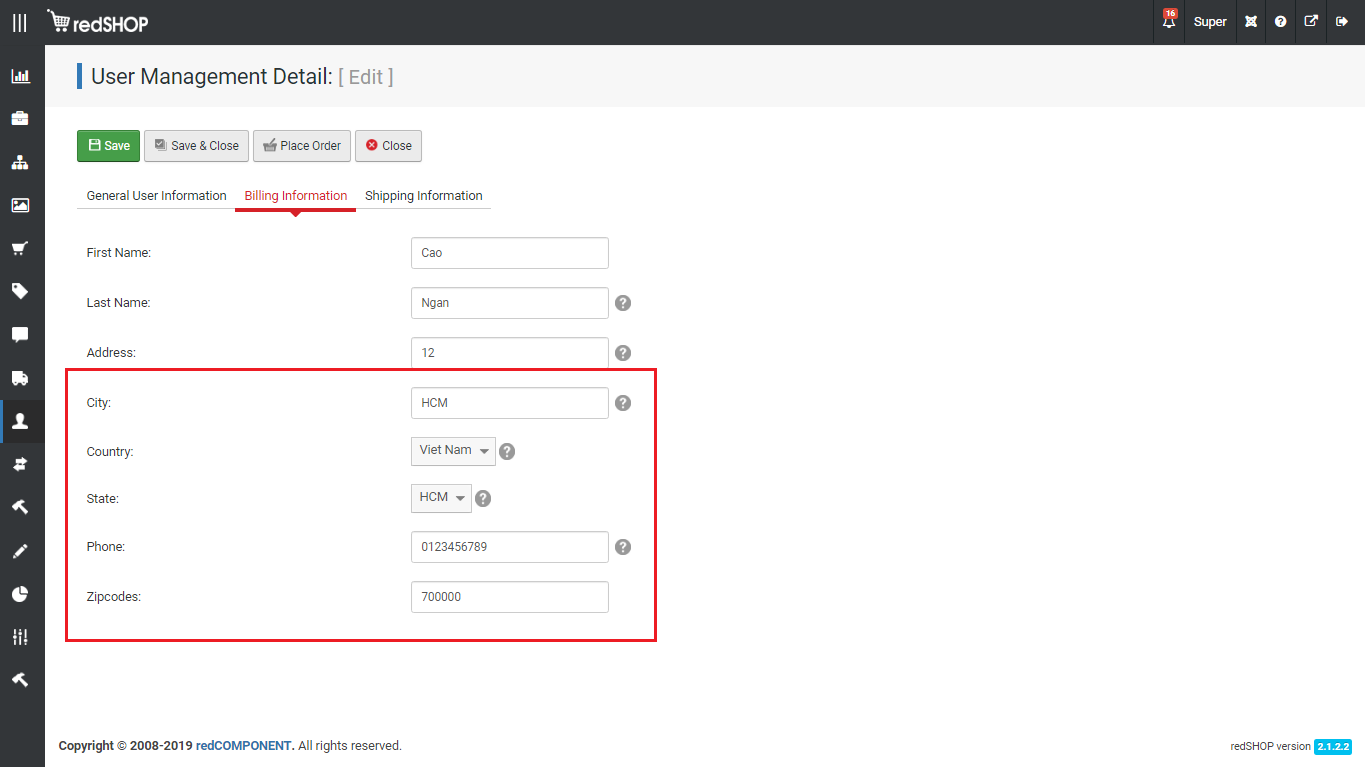 redSHOP
16
Super
User Management Detail: [ Edit ]
Save Save & Close Place Order Close
General User Information Billing Information Shipping Information
First Name: Cao
Last Name: Ngan
Address: 12
City: HCM
Country: Viet Nam
State: HCM
Phone: 0123456789
Zipcodes: 700000
Copyright © 2008-2019 redCOMPONENT. All rights reserved.
redSHOP version 2.1.2.2